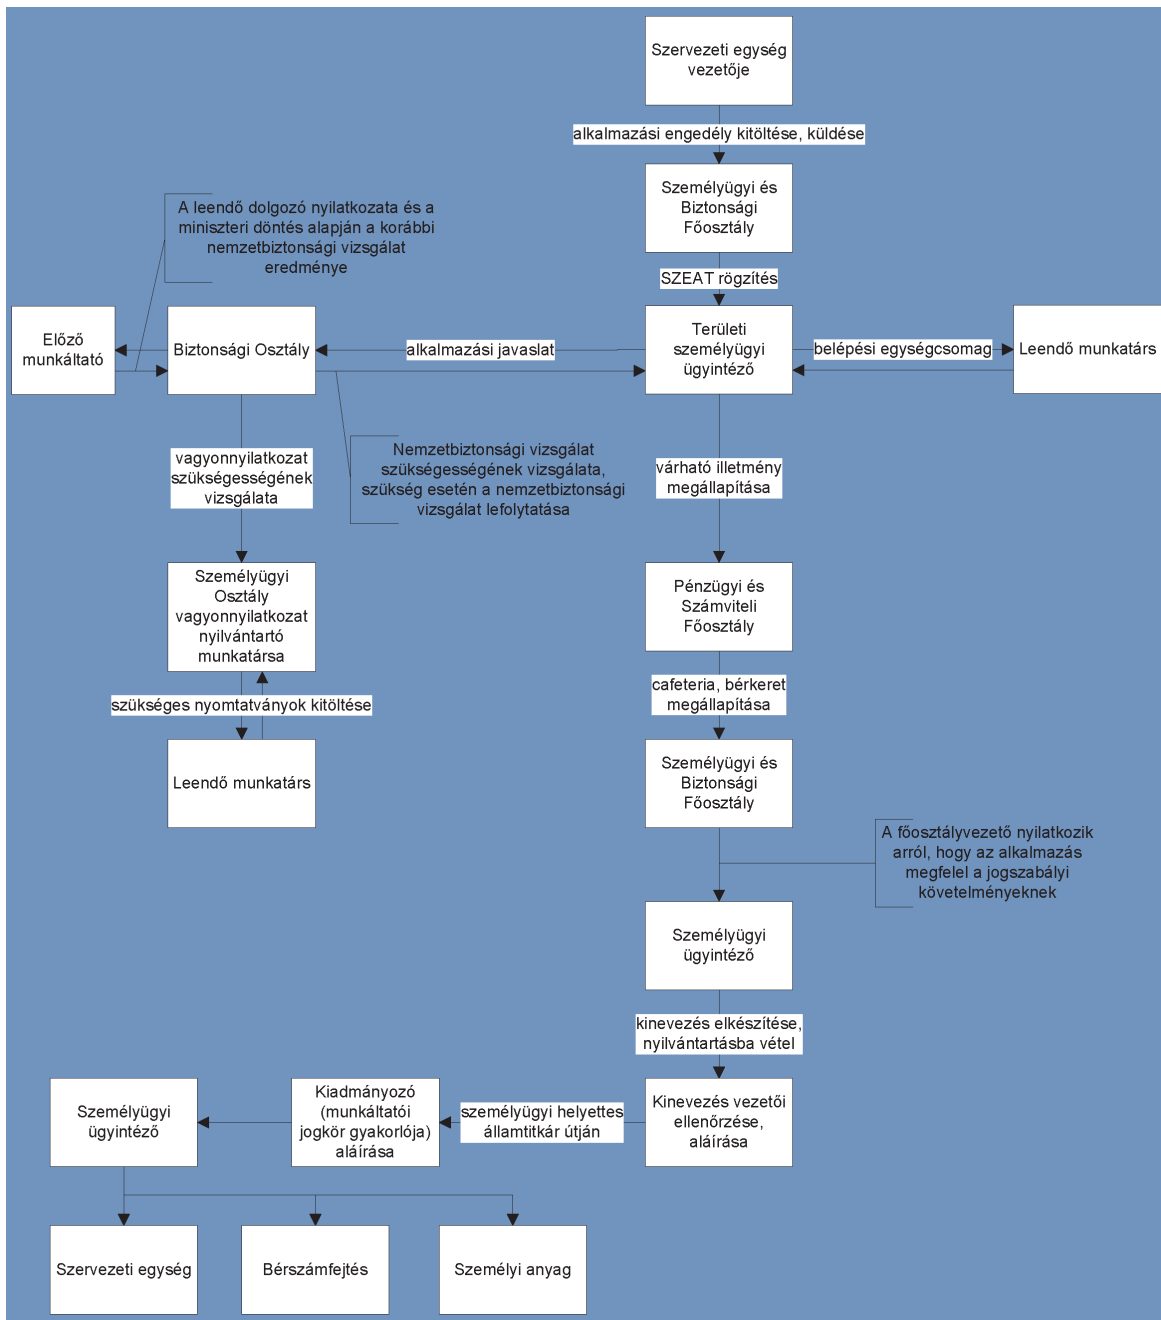 Szervezeti egység
vezetője
alkalmazási engedély kitöltése, küldése
Személyügyi és
Biztonsági
Főosztály
A leendő dolgozó nyilatkozata és a
miniszteri döntés alapján a korábbi
nemzetbiztonsági vizsgálat
eredménye
SZEAT rögzítés
Előző
munkáltató
Biztonsági Osztály
alkalmazási javaslat
Területi
személyügyi
ügyintéző
belépési egységcsomag
Leendő munkatárs
vagyonnyilatkozat
szükségességének
vizsgálata
Nemzetbiztonsági vizsgálat
szükségességének vizsgálata,
szükség esetén a nemzetbiztonsági
vizsgálat lefolytatása
várható illetmény
megállapítása
Személyügyi
Osztály
vagyonnyilatkozat
nyilvántartó
munkatársa
Pénzügyi és
Számviteli
Főosztály
szükséges nyomtatványok kitöltése
cafeteria, bérkeret
megállapítása
Leendő munkatárs
Személyügyi és
Biztonsági
Főosztály
A főosztályvezető nyilatkozik
arról, hogy az alkalmazás
megfelel a jogszabályi
követelményeknek
Személyügyi
ügyintéző
kinevezés elkészítése,
nyilvántartásba vétel
Kinevezés vezetői
ellenőrzése,
aláírása
személyügyi helyettes
államtitkár útján
Kiadmányozó
(munkáltatói
jogkör gyakorlója)
aláírása
Személyügyi
ügyintéző
Szervezeti egység
Bérszámfejtés
Személyi anyag